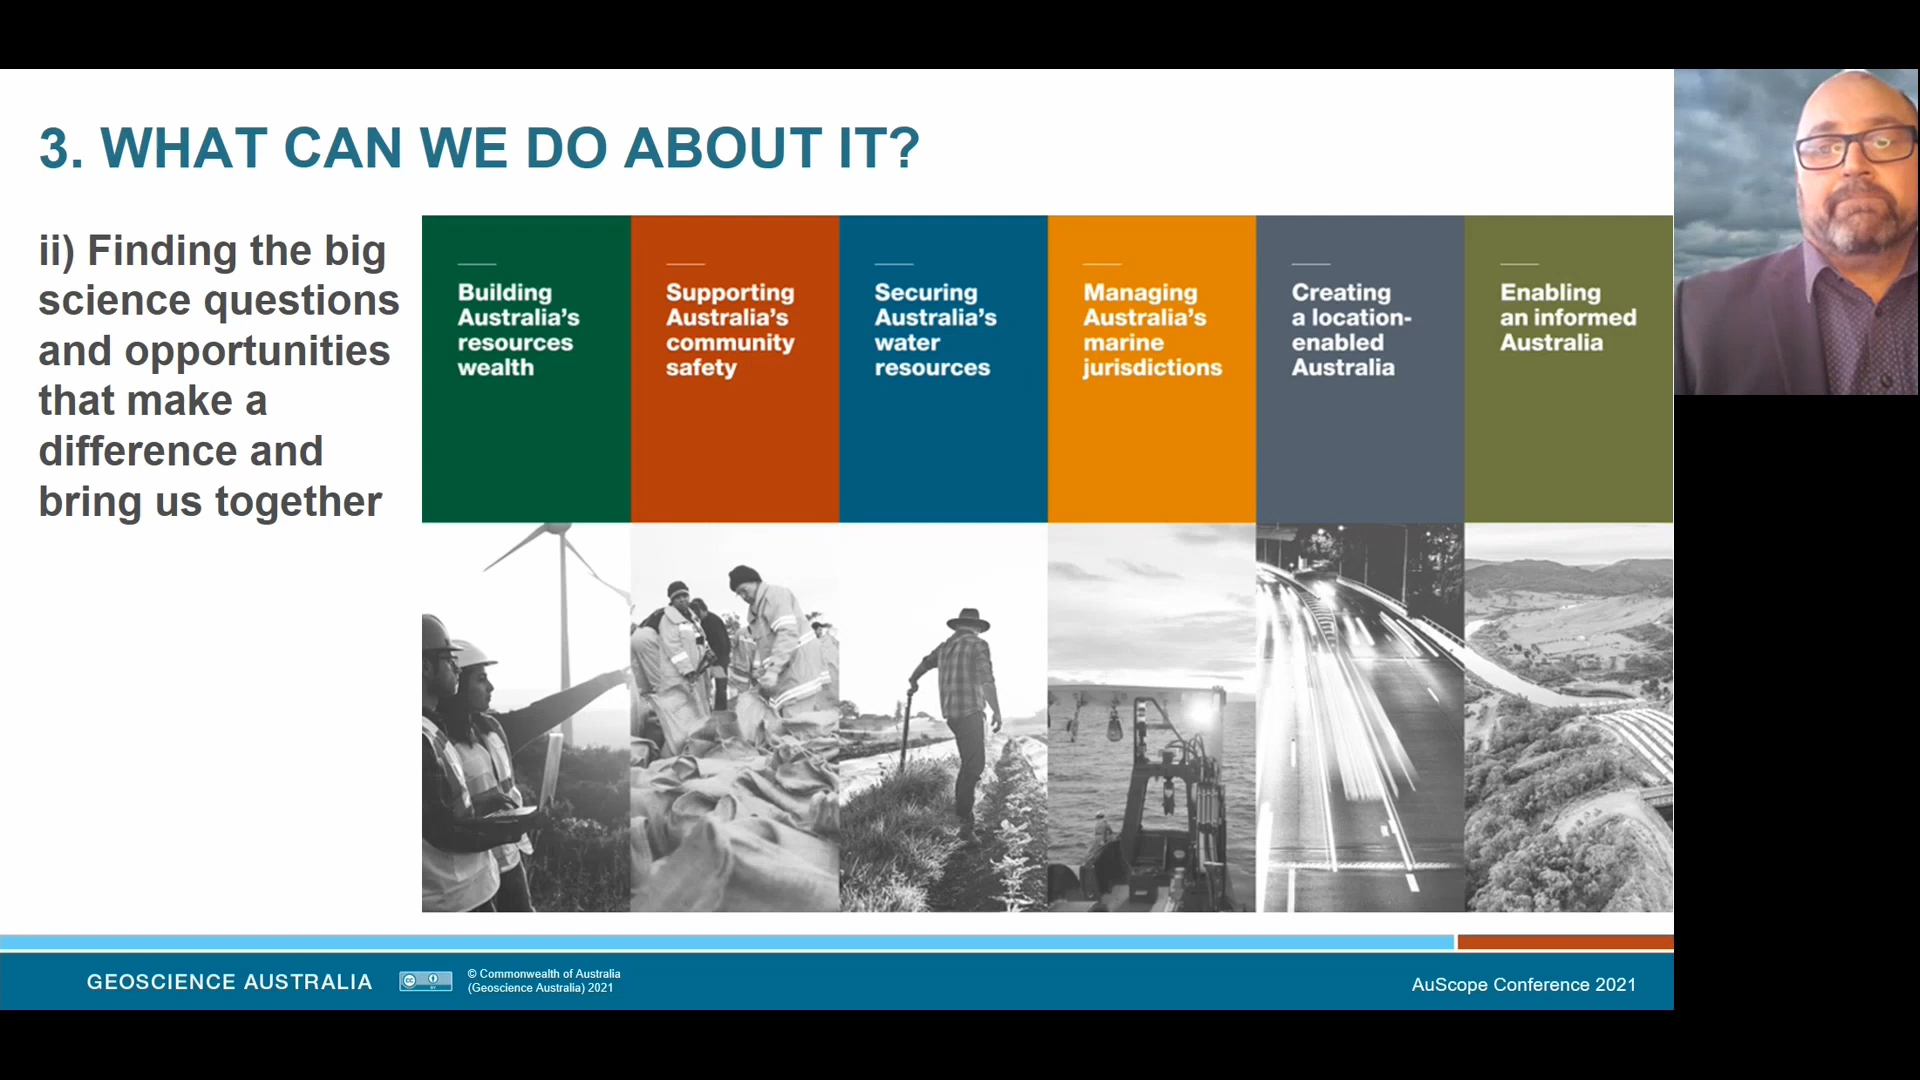 3. WHAT CAN WE DO ABOUT IT?
ii) Finding the big
science questions
and opportunities
that make a
difference and
bring us together
Building
Australia's
resources
wealth
Supporting
Australia's
community
safety
Securing
Australia's
water
resources
Managing
Australia's
marine
jurisdictions
Creating
a location-
enabled
Australia
Enabling
an informed
Australia
GEOSCIENCE AUSTRALIA
© Commonwealth of Australia
(Geoscience Australia) 2021
AuScope Conference 2021